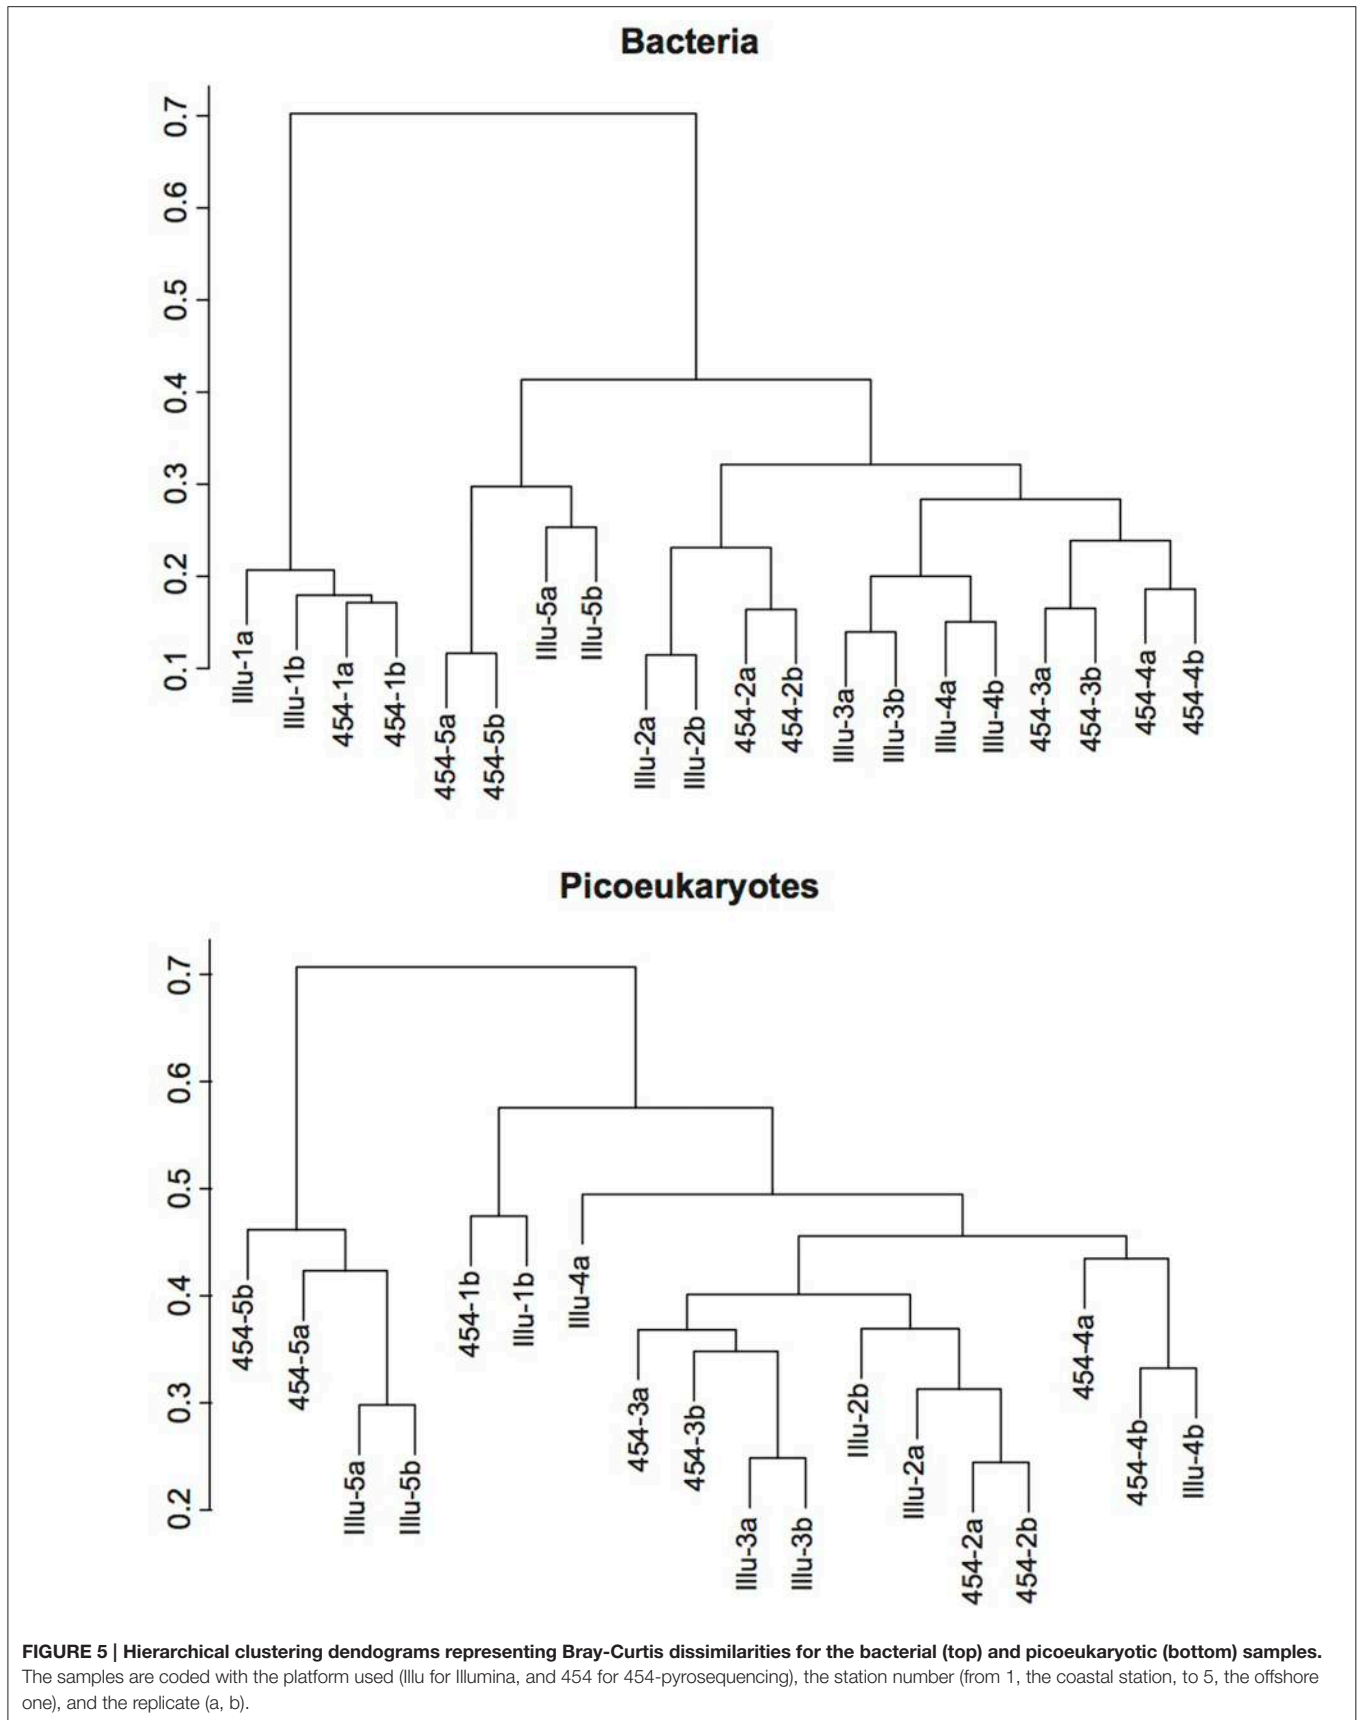 Bacteria
0.7
0.6
0.5
0.4
0.3
0.2
0.1
Illu-1a
Illu-1b
454-1a
454-1b
454-5a
454-5b
Illu-5a
Illu-5b
Illu-2a
Illu-2b
454-2a
454-2b
Illu-3a
Illu-3b
Illu-4a
Illu-4b
454-3a
454-3b
454-4a
454-4b
Picoeukaryotes
0.7
0.6
0.5
0.4
0.3
0.2
454-5b
454-5a
Illu-5a
Illu-5b
454-1b
Illu-1b
Illu-4a
454-3a
454-3b
Illu-3a
Illu-3b
Illu-2b
Illu-2a
454-2a
454-2b
454-4a
454-4b
Illu-4b
FIGURE 5 | Hierarchical clustering dendograms representing Bray-Curtis dissimilarities for the bacterial (top) and picoeukaryotic (bottom) samples.
The samples are coded with the platform used (Illu for Illumina, and 454 for 454-pyrosequencing), the station number (from 1, the coastal station, to 5, the offshore
one), and the replicate (a, b).